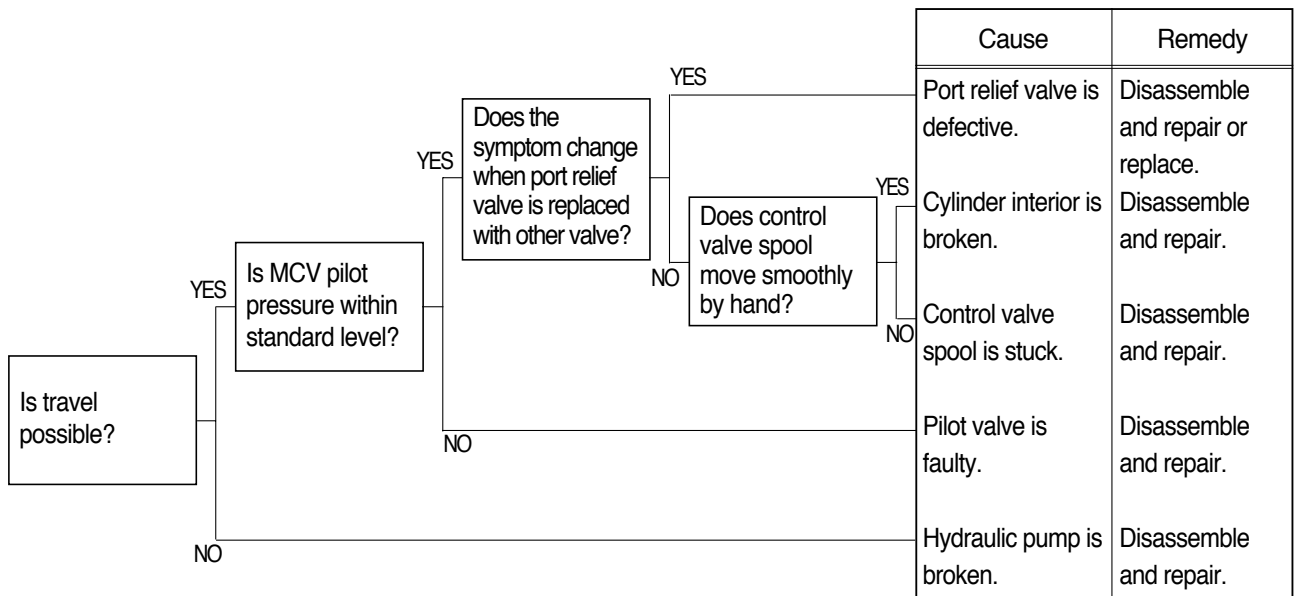 Cause
Remedy
YES
Port relief valve is
defective.
Disassemble
and repair or
replace.
Does the
symptom change
when port relief
valve is replaced
with other valve?
YES
YES
Cylinder interior is
broken.
Disassemble
and repair.
Does control
valve spool
move smoothly
by hand?
NO
Is MCV pilot
pressure within
standard level?
YES
NO
Control valve
spool is stuck.
Disassemble
and repair.
Is travel
possible?
NO
Pilot valve is
faulty.
Disassemble
and repair.
NO
Hydraulic pump is
broken.
Disassemble
and repair.